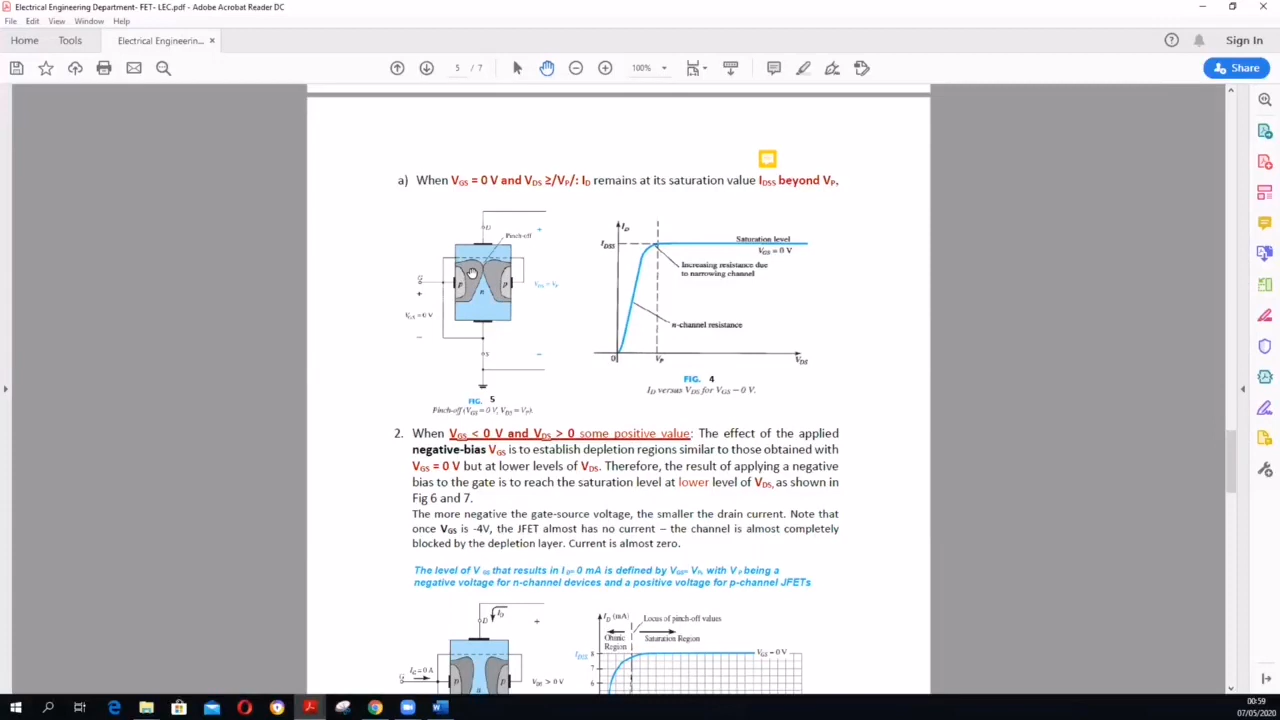 Electrical Engineering Department- FET- LEC.pdf - Adobe Acrobat Reader DC
File Edit View Window Help
Home Tools Electrical Engineerin... × Sign In
5 / 7 100% Share
a) When VGS = 0 V and VDS ≥/VP/: ID remains at its saturation value IDSS beyond VP,
D
+
Pinch-off
G
+
p n p
VDS = VP
VGS = 0 V
−
S
−
FIG. 5
Pinch-off (VGS = 0 V, VDS = VP).
ID
IDSS
Saturation level
VGS = 0 V
Increasing resistance due
to narrowing channel
n-channel resistance
0 VP VDS
FIG. 4
ID versus VDS for VGS = 0 V.
2. When VGS < 0 V and VDS > 0 some positive value: The effect of the applied
negative-bias VGS is to establish depletion regions similar to those obtained with
VGS = 0 V but at lower levels of VDS. Therefore, the result of applying a negative
bias to the gate is to reach the saturation level at lower level of VDS, as shown in
Fig 6 and 7.
The more negative the gate-source voltage, the smaller the drain current. Note that
once VGS is -4V, the JFET almost has no current – the channel is almost completely
blocked by the depletion layer. Current is almost zero.
The level of V GS that results in I D= 0 mA is defined by VGS= VP, with V P being a
negative voltage for n-channel devices and a positive voltage for p-channel JFETs
D ID
+
IG = 0 A
G
VDS > 0 V
n
ID (mA) Locus of pinch-off values
Ohmic
Region
Saturation Region
IDSS 8
VGS = 0 V
7
6
00:59
07/05/2020